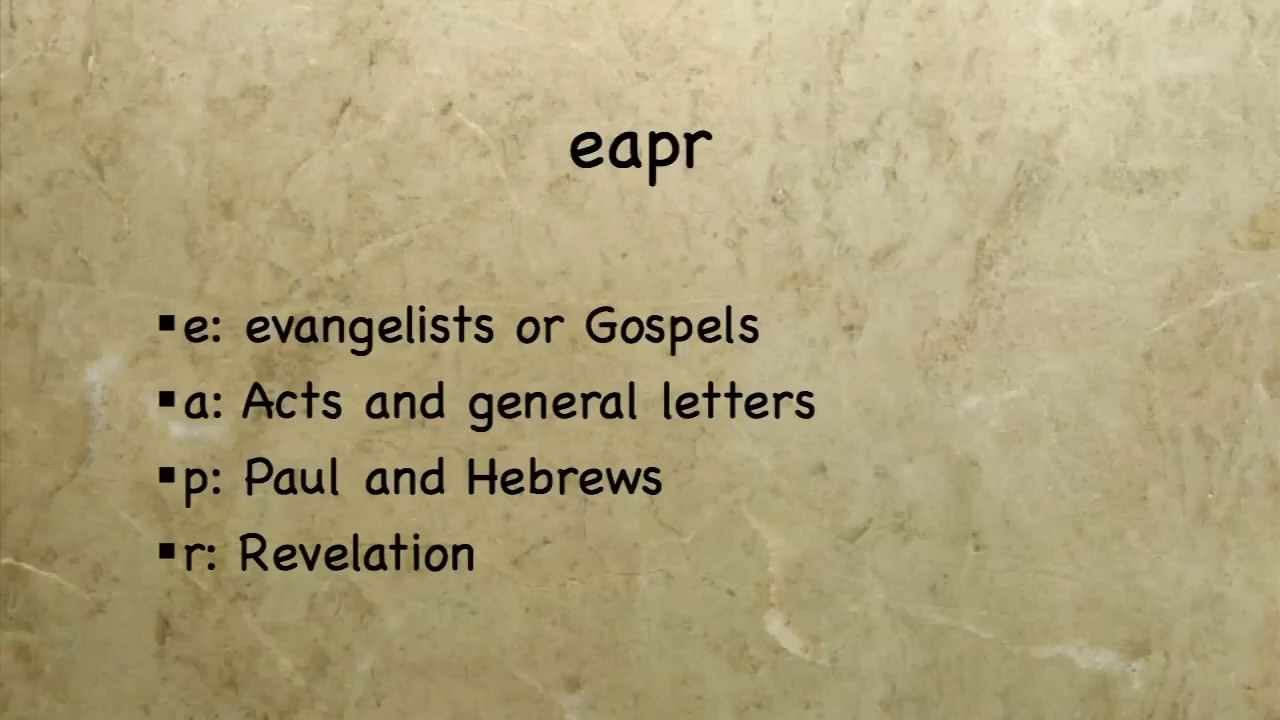 eapr
▪e: evangelists or Gospels
▪a: Acts and general letters
▪p: Paul and Hebrews
▪r: Revelation